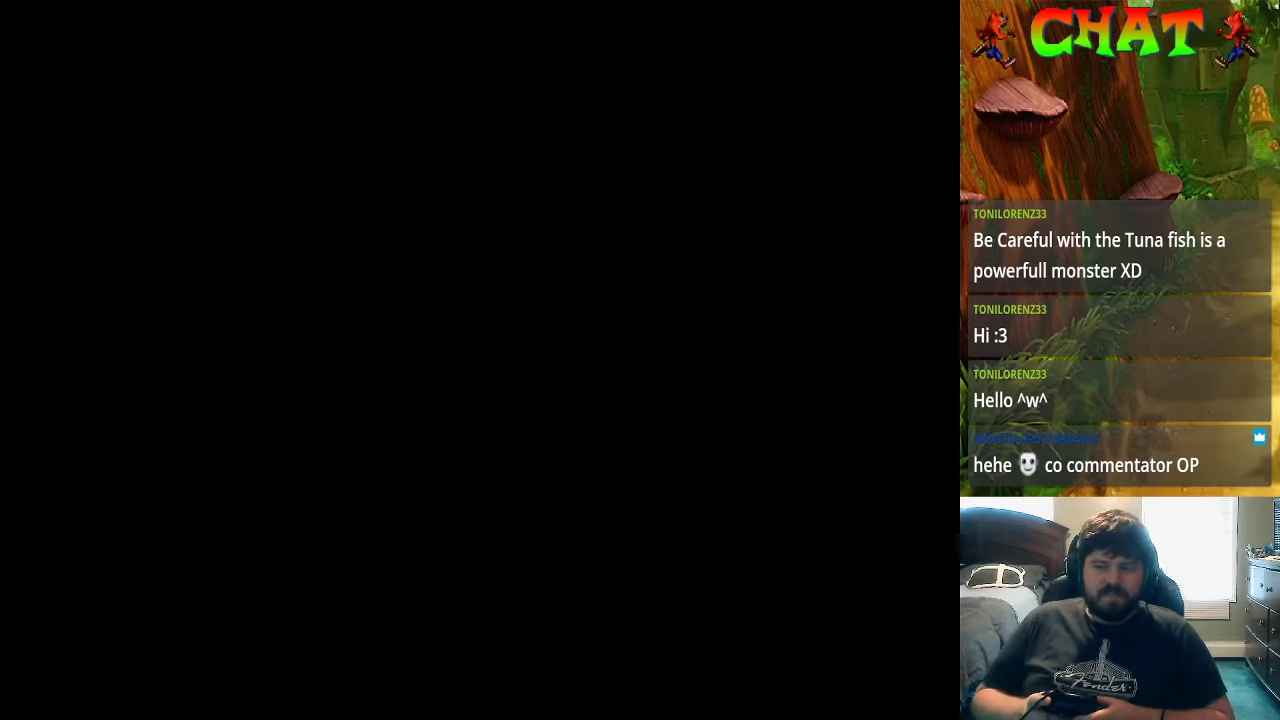 CHAT
TONILORENZ33
Be Careful with the Tuna fish is a
powerfull monster XD
TONILORENZ33
Hi :3
TONILORENZ33
Hello ^w^
hehe co commentator OP
Fender